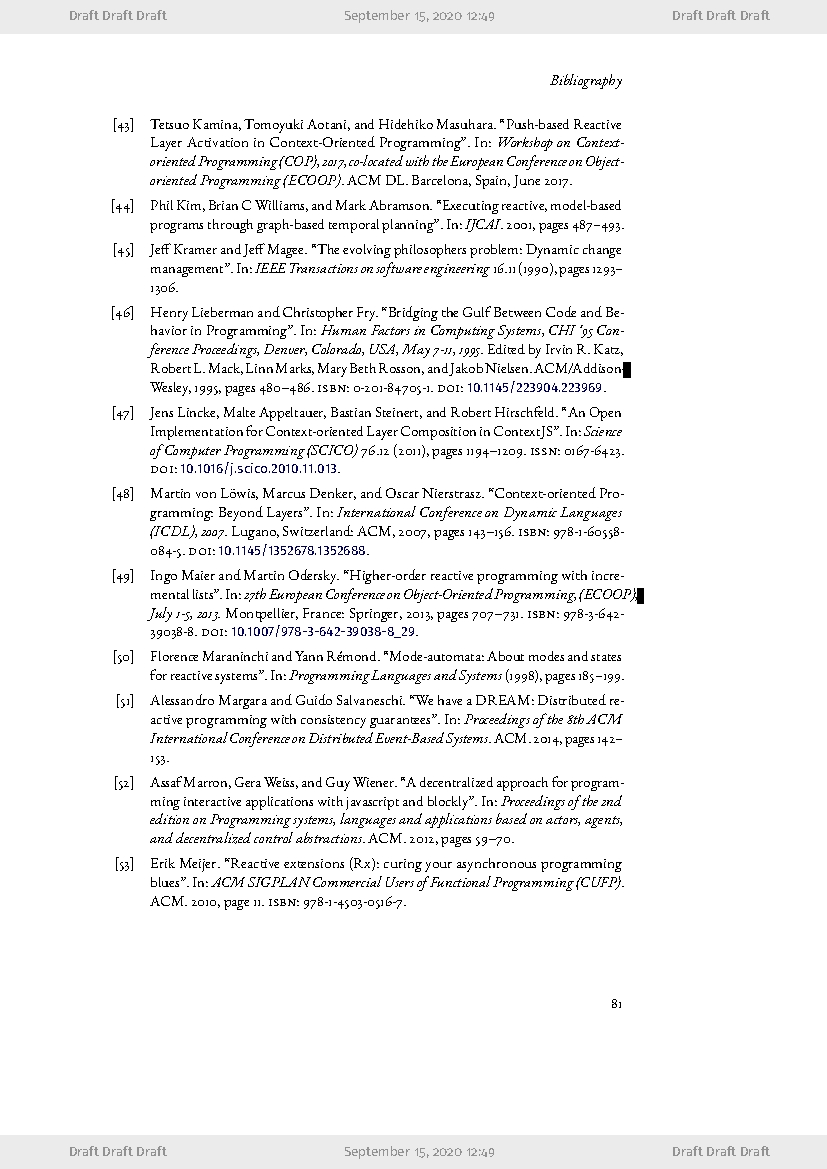 Draft Draft Draft September 15, 2020 12:49 Draft Draft Draft
Bibliography
[43] Tetsuo Kamina, Tomoyuki Aotani, and Hidehiko Masuhara. “Push-based Reactive
Layer Activation in Context-Oriented Programming”. In: Workshop on Context-
oriented Programming (COP), 2017, co-located with the European Conference on Object-
oriented Programming (ECOOP). ACM DL. Barcelona, Spain, June 2017.
[44] Phil Kim, Brian C Williams, and Mark Abramson. “Executing reactive, model-based
programs through graph-based temporal planning”. In: IJCAI. 2001, pages 487–493.
[45] Jeff Kramer and Jeff Magee. “The evolving philosophers problem: Dynamic change
management”. In: IEEE Transactions on software engineering 16.11 (1990), pages 1293–
1306.
[46] Henry Lieberman and Christopher Fry. “Bridging the Gulf Between Code and Be-
havior in Programming”. In: Human Factors in Computing Systems, CHI ’95 Con-
ference Proceedings, Denver, Colorado, USA, May 7-11, 1995. Edited by Irvin R. Katz,
Robert L. Mack, Linn Marks, Mary Beth Rosson, and Jakob Nielsen. ACM/Addison-
Wesley, 1995, pages 480–486. ISBN: 0-201-84705-1. DOI: 10.1145/223904.223969.
[47] Jens Lincke, Malte Appeltauer, Bastian Steinert, and Robert Hirschfeld. “An Open
Implementation for Context-oriented Layer Composition in ContextJS”. In: Science
of Computer Programming (SCICO) 76.12 (2011), pages 1194–1209. ISSN: 0167-6423.
DOI: 10.1016/j.scico.2010.11.013.
[48] Martin von Löwis, Marcus Denker, and Oscar Nierstrasz. “Context-oriented Pro-
gramming: Beyond Layers”. In: International Conference on Dynamic Languages
(ICDL), 2007. Lugano, Switzerland: ACM, 2007, pages 143–156. ISBN: 978-1-60558-
084-5. DOI: 10.1145/1352678.1352688.
[49] Ingo Maier and Martin Odersky. “Higher-order reactive programming with incre-
mental lists”. In: 27th European Conference on Object-Oriented Programming, (ECOOP),
July 1-5, 2013. Montpellier, France: Springer, 2013, pages 707–731. ISBN: 978-3-642-
39038-8. DOI: 10.1007/978-3-642-39038-8_29.
[50] Florence Maraninchi and Yann Rémond. “Mode-automata: About modes and states
for reactive systems”. In: Programming Languages and Systems (1998), pages 185–199.
[51] Alessandro Margara and Guido Salvaneschi. “We have a DREAM: Distributed re-
active programming with consistency guarantees”. In: Proceedings of the 8th ACM
International Conference on Distributed Event-Based Systems. ACM. 2014, pages 142–
153.
[52] Assaf Marron, Gera Weiss, and Guy Wiener. “A decentralized approach for program-
ming interactive applications with javascript and blockly”. In: Proceedings of the 2nd
edition on Programming systems, languages and applications based on actors, agents,
and decentralized control abstractions. ACM. 2012, pages 59–70.
[53] Erik Meijer. “Reactive extensions (Rx): curing your asynchronous programming
blues”. In: ACM SIGPLAN Commercial Users of Functional Programming (CUFP).
ACM. 2010, page 11. ISBN: 978-1-4503-0516-7.
81
Draft Draft Draft September 15, 2020 12:49 Draft Draft Draft